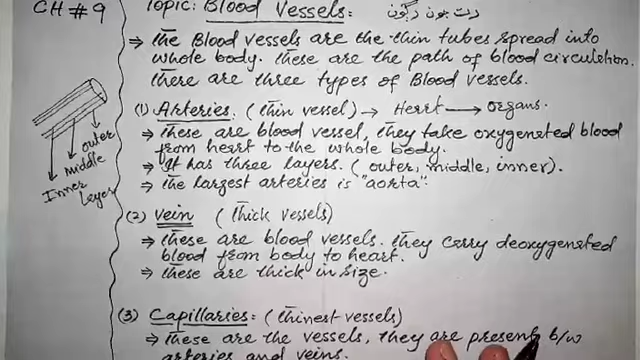 CH # 9
Topic: Blood Vessels:
⇒ The Blood vessels are the thin tubes spread into
whole body. These are the path of blood circulation.
There are three types of Blood vessels.
(1) Arteries. (Thin vessel) → Heart → organs.
⇒ These are blood vessel, They take oxygenated blood
from heart to the whole body.
⇒ It has three layers. (outer, middle, inner).
⇒ The largest arteries is "aorta".
outer
middle
Inner
Layer
(2) Vein (Thick vessels)
⇒ These are blood vessels. They carry deoxygenated
blood from body to heart.
⇒ These are thick in size.
(3) Capillaries: (Thinest vessels)
⇒ These are the vessels, They are present b/w
arteries and veins.